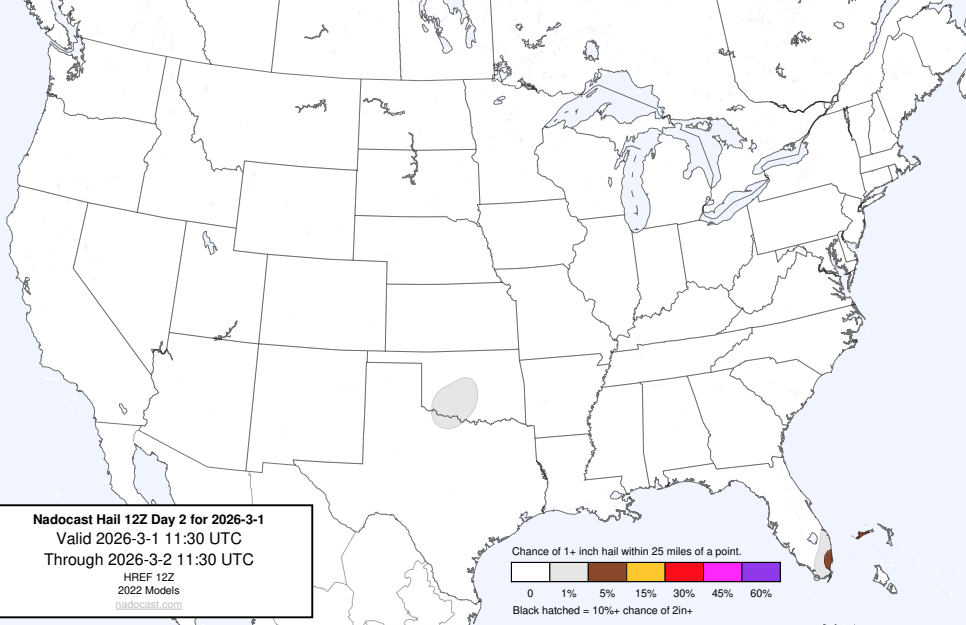 Nadocast Hail 12Z Day 2 for 2026-3-1
Valid 2026-3-1 11:30 UTC
Through 2026-3-2 11:30 UTC
HREF 12Z
2022 Models
nadocast.com
Chance of 1+ inch hail within 25 miles of a point.
0 1% 5% 15% 30% 45% 60%
Black hatched = 10%+ chance of 2in+